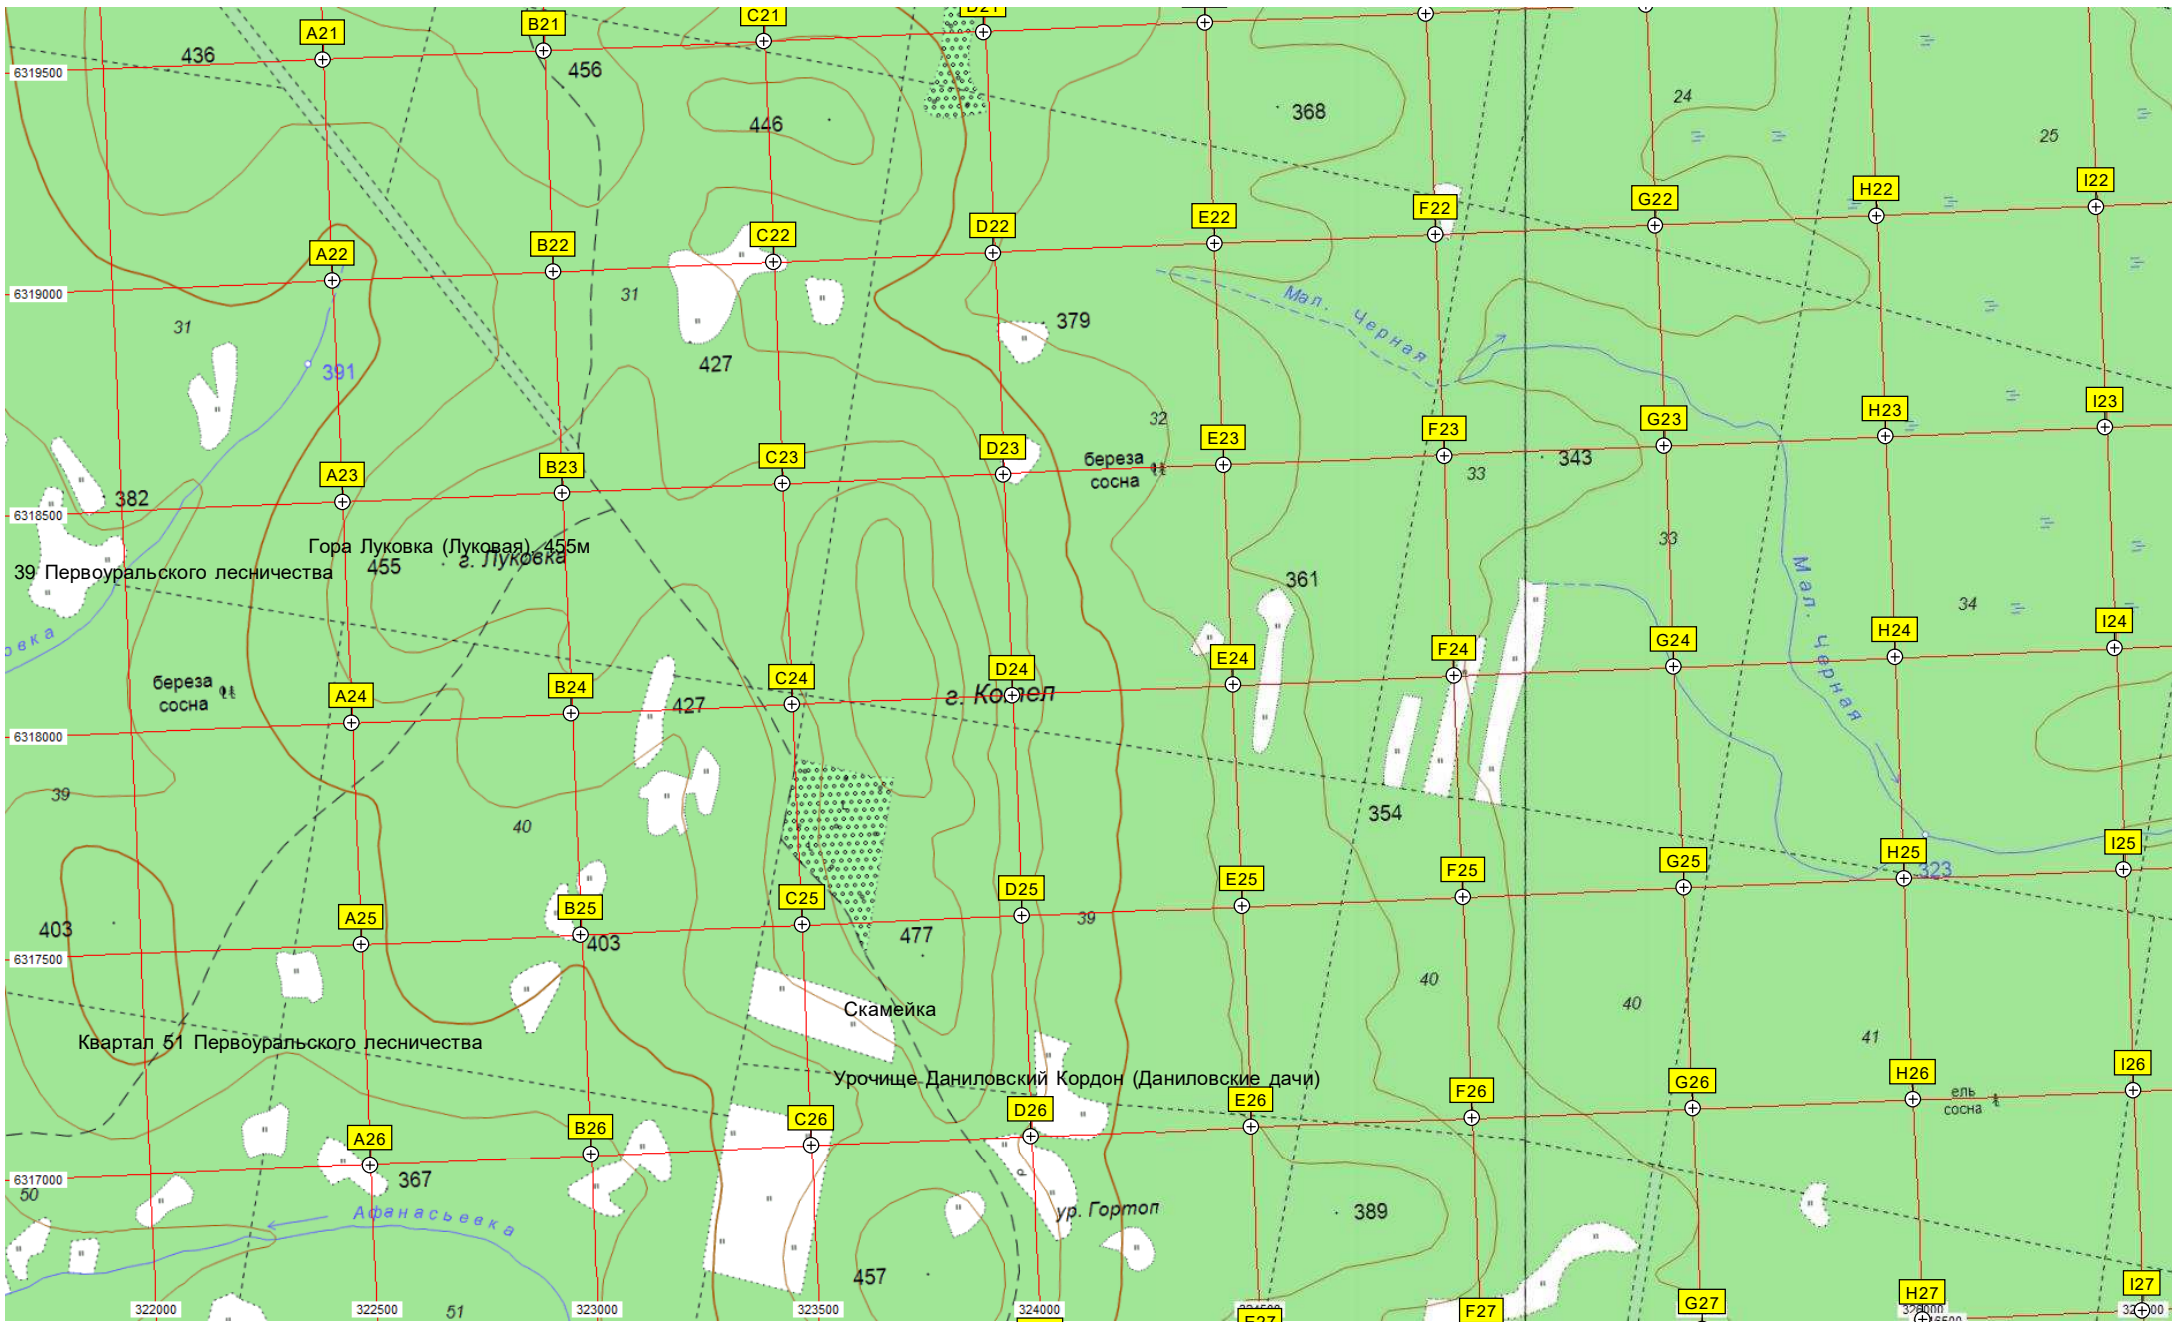 C21
D21
A21
B21
436
456
6319500
446
368
24
25
I22
H22
G22
F22
E22
D22
C22
B22
A22
6319000
31
31
Мал. Черная
379
427
391
32
I23
H23
G23
F23
E23
D23
C23
B23
A23
береза
сосна
33
343
382
6318500
33
Гора Луковка (Луковая), 455м
г. Луковка
455
39 Первоуральского лесничества
361
Мал. Черная
34
овка
I24
H24
G24
F24
E24
D24
C24
B24
A24
береза
сосна
г. Котел
427
6318000
39
40
354
I25
H25
G25
F25
E25
D25
C25
B25
A25
323
39
477
403
403
6317500
40
40
41
Скамейка
Квартал 51 Первоуральского лесничества
Урочище Даниловский Кордон (Даниловские дачи)
I26
H26
G26
F26
E26
D26
C26
B26
A26
ель
сосна
р
367
6317000
50
Афанасьевка
ур. Гортоп
389
457
I27
H27
G27
F27
E27
322000
322500
323000
323500
324000
51